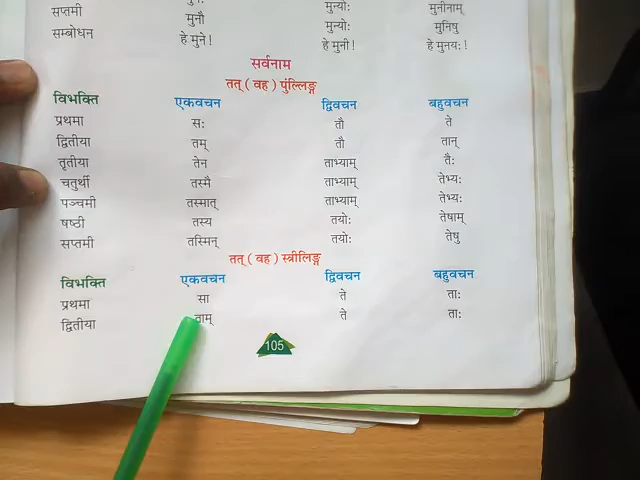 सप्तमी मुन्योः मुनीनाम्
सम्बोधन मुनौ मुन्योः मुनिषु
हे मुने! हे मुनी! हे मुनयः!
सर्वनाम
तत् ( वह ) पुंल्लिङ्ग
विभक्ति एकवचन द्विवचन बहुवचन
प्रथमा सः तौ ते
द्वितीया तम् तौ तान्
तृतीया तेन ताभ्याम् तैः
चतुर्थी तस्मै ताभ्याम् तेभ्यः
पञ्चमी तस्मात् ताभ्याम् तेभ्यः
षष्ठी तस्य तयोः तेषाम्
सप्तमी तस्मिन् तयोः तेषु
तत् ( वह ) स्त्रीलिङ्ग
विभक्ति एकवचन द्विवचन बहुवचन
प्रथमा सा ते ताः
द्वितीया ताम् ते ताः
105